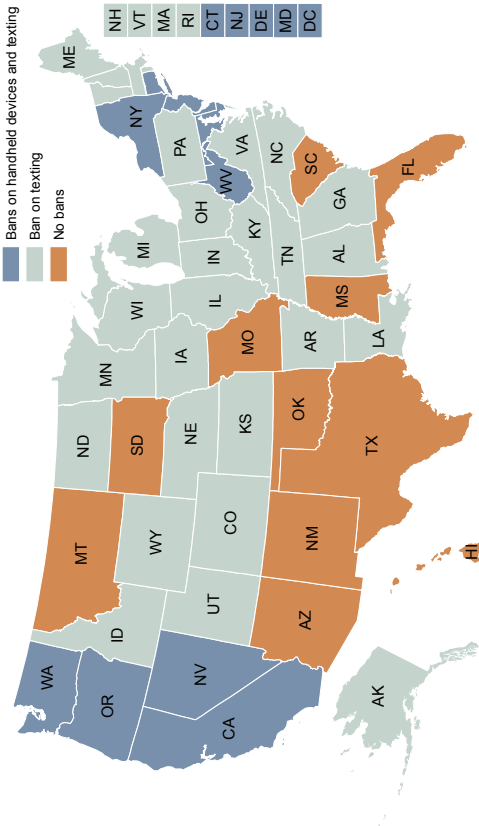 Bans on handheld devices and texting
Ban on texting
No bans
WA
MT
ND
MN
ME
OR
ID
SD
WI
MI
NY
NH
VT
MA
RI
CT
NJ
DE
MD
DC
WY
NE
IA
IL
IN
OH
PA
NV
UT
CO
KS
MO
KY
WV
VA
CA
AZ
NM
OK
AR
TN
NC
SC
TX
LA
MS
AL
GA
FL
AK
HI